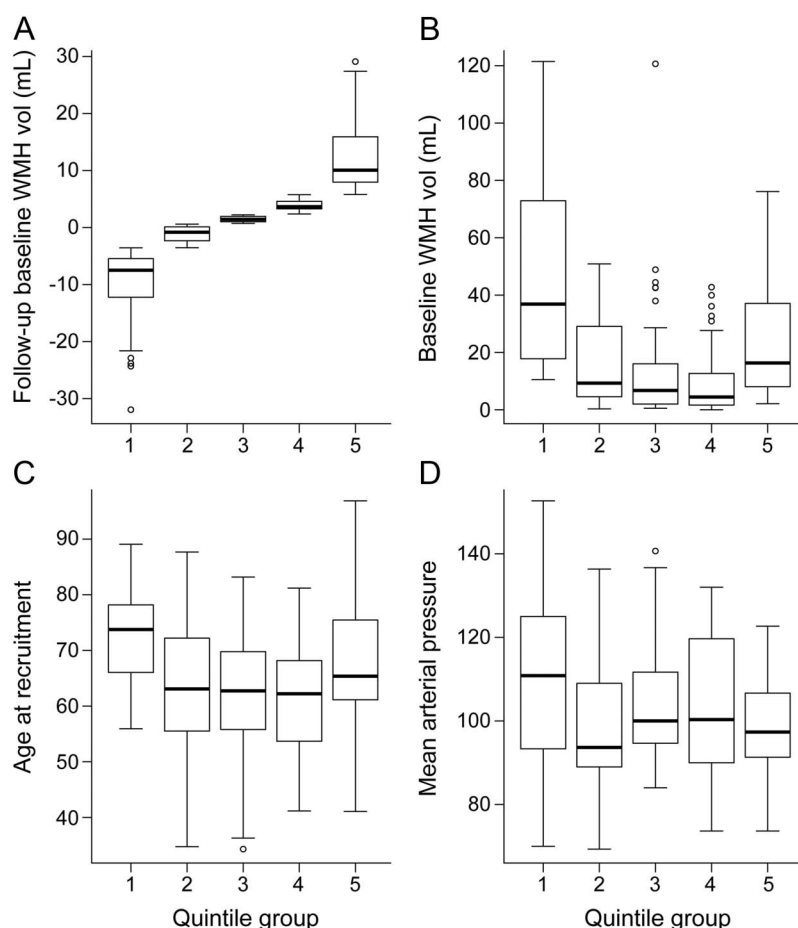 A
Follow-up baseline WMH vol (mL)
30
20
10
0
-10
-20
-30
1 2 3 4 5
B
Baseline WMH vol (mL)
120
100
80
60
40
20
0
1 2 3 4 5
C
Age at recruitment
90
80
70
60
50
40
1 2 3 4 5
Quintile group
D
Mean arterial pressure
140
120
100
80
1 2 3 4 5
Quintile group